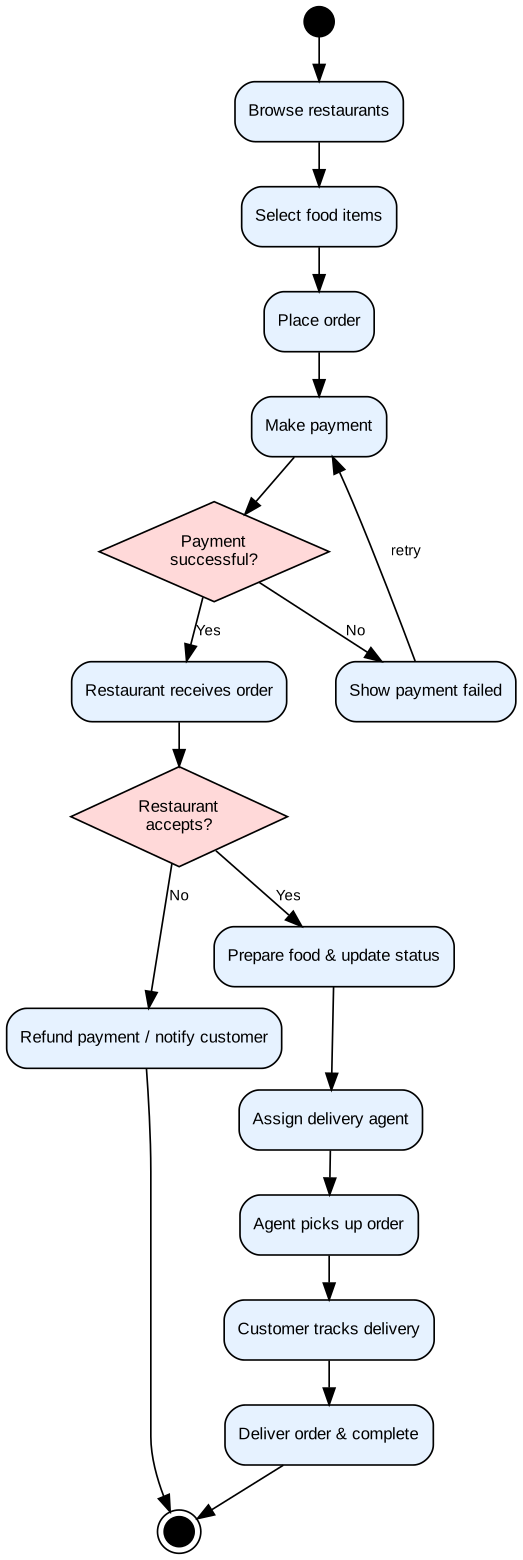 Browse restaurants
Select food items
Place order
Make payment
Payment
successful?
retry
Yes
No
Restaurant receives order
Show payment failed
Restaurant
accepts?
No
Yes
Prepare food & update status
Refund payment / notify customer
Assign delivery agent
Agent picks up order
Customer tracks delivery
Deliver order & complete